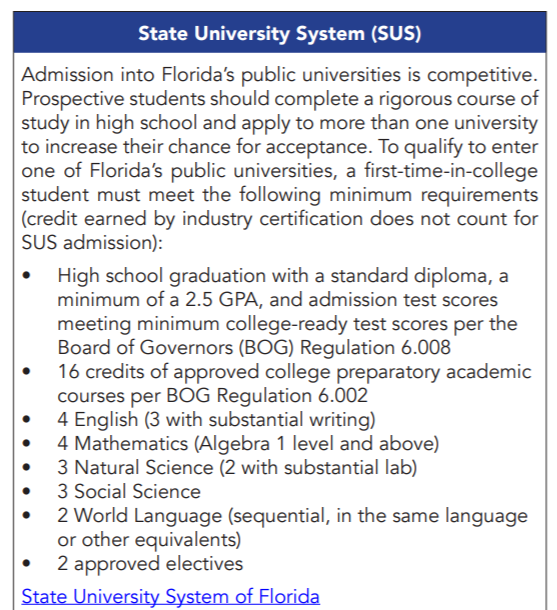 State University System (SUS)
Admission into Florida's public universities is competitive.
Prospective students should complete a rigorous course of
study in high school and apply to more than one university
to increase their chance for acceptance. To qualify to enter
one of Florida's public universities, a first-time-in-college
student must meet the following minimum requirements
(credit earned by industry certification does not count for
SUS admission):
• High school graduation with a standard diploma, a
minimum of a 2.5 GPA, and admission test scores
meeting minimum college-ready test scores per the
Board of Governors (BOG) Regulation 6.008
• 16 credits of approved college preparatory academic
courses per BOG Regulation 6.002
• 4 English (3 with substantial writing)
• 4 Mathematics (Algebra 1 level and above)
• 3 Natural Science (2 with substantial lab)
• 3 Social Science
• 2 World Language (sequential, in the same language
or other equivalents)
• 2 approved electives
State University System of Florida